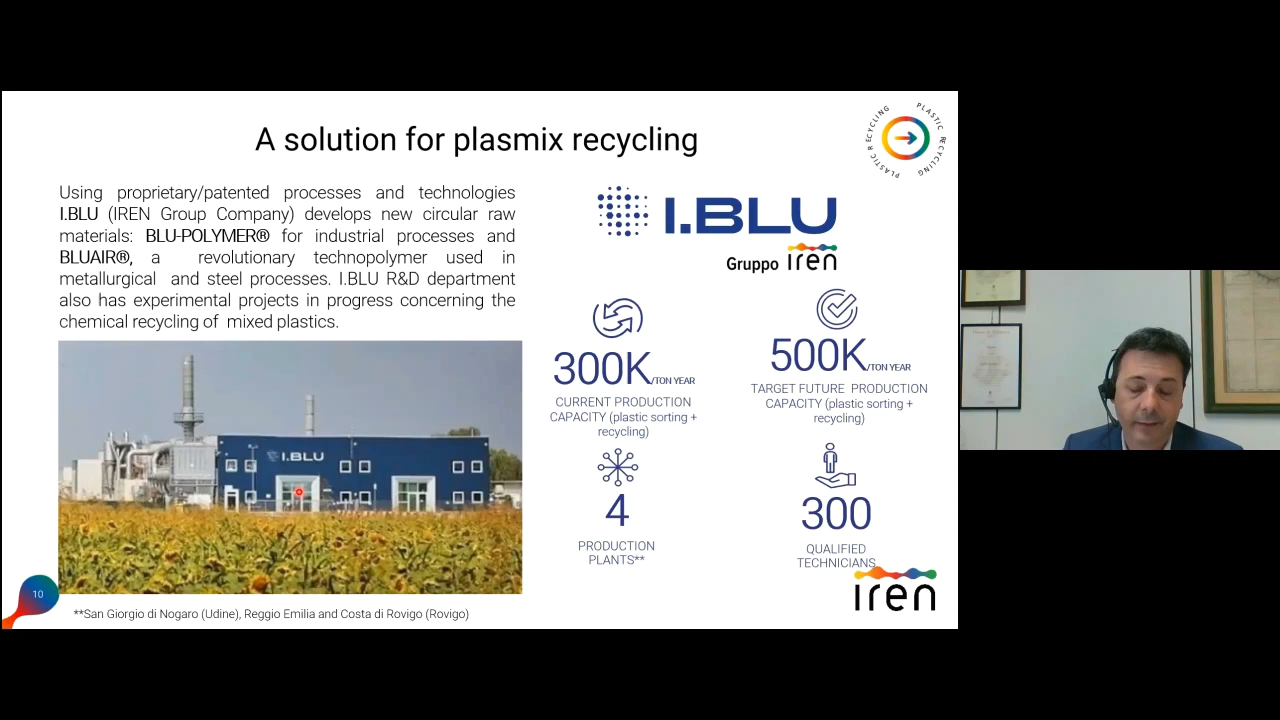 A solution for plasmix recycling
PLASTIC RECYCLING
PLASTIC RECYCLING
Using proprietary/patented processes and technologies
I.BLU (IREN Group Company) develops new circular raw
materials: BLU-POLYMER® for industrial processes and
BLUAIR®, a revolutionary technopolymer used in
metallurgical and steel processes. I.BLU R&D department
also has experimental projects in progress concerning the
chemical recycling of mixed plastics.
I.BLU
Gruppo iren
300K/TON YEAR
CURRENT PRODUCTION
CAPACITY (plastic sorting +
recycling)
500K/TON YEAR
TARGET FUTURE PRODUCTION
CAPACITY (plastic sorting +
recycling)
4
PRODUCTION
PLANTS**
300
QUALIFIED
TECHNICIANS
I.BLU
iren
10
**San Giorgio di Nogaro (Udine), Reggio Emilia and Costa di Rovigo (Rovigo)